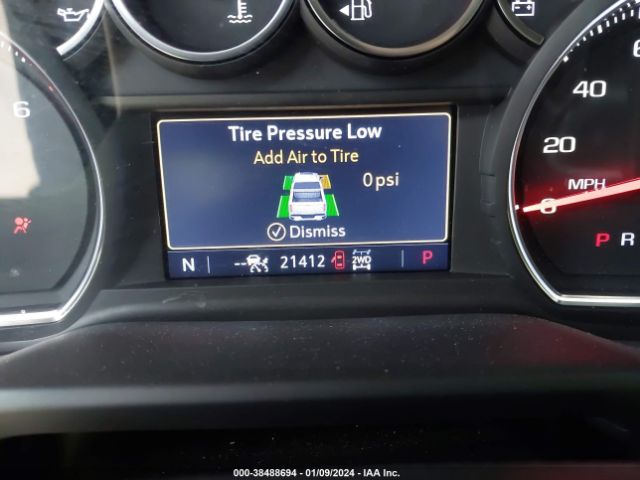 6
Tire Pressure Low
Add Air to Tire
0 psi
Dismiss
N -- 21412 2WD P
40
20
MPH
0
P R
000-38488694 - 01/09/2024 - IAA Inc.